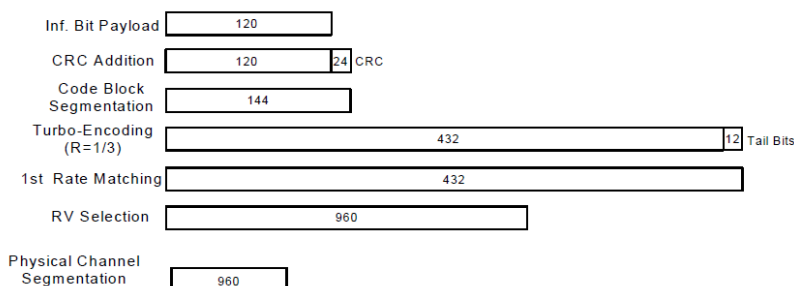 Inf. Bit Payload 120
CRC Addition 120 24 CRC
Code Block
Segmentation 144
Turbo-Encoding
(R=1/3) 432 12 Tail Bits
1st Rate Matching 432
RV Selection 960
Physical Channel
Segmentation 960